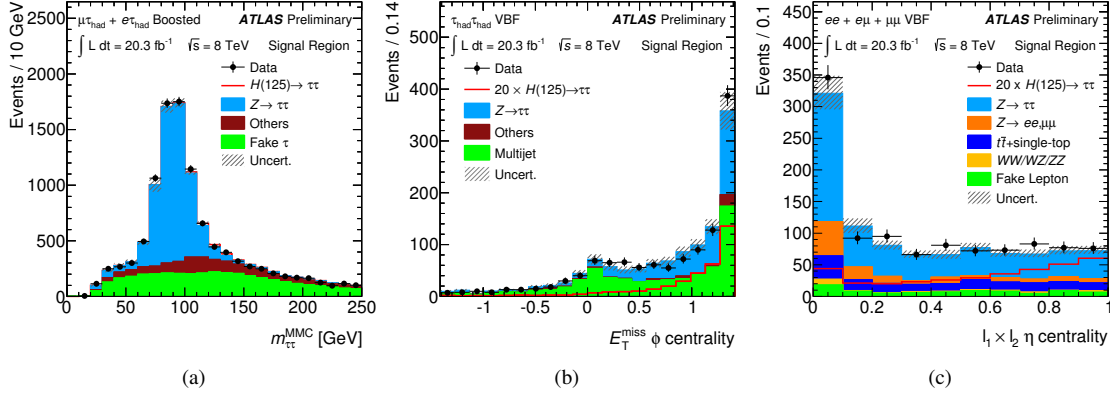 μτhad + eτhad Boosted
ATLAS Preliminary
∫ L dt = 20.3 fb⁻¹ √s = 8 TeV
Signal Region
Data
H(125)→ ττ
Z→ ττ
Others
Fake τ
Uncert.
Events / 10 GeV
2500
2000
1500
1000
500
0
0 50 100 150 200 250
mττ^MMC [GeV]
(a)
τhadτhad VBF
ATLAS Preliminary
∫ L dt = 20.3 fb⁻¹ √s = 8 TeV
Signal Region
Data
20 × H(125)→ττ
Z→ττ
Others
Multijet
Uncert.
Events / 0.14
500
400
300
200
100
0
-1 0 1
E_T^miss ϕ centrality
(b)
ee + eμ + μμ VBF
ATLAS Preliminary
∫ L dt = 20.3 fb⁻¹ √s = 8 TeV
Signal Region
Data
20 x H(125)→ ττ
Z→ ττ
Z→ ee,μμ
tt̄+single-top
WW/WZ/ZZ
Fake Lepton
Uncert.
Events / 0.1
450
400
350
300
250
200
150
100
50
0
0 0.2 0.4 0.6 0.8 1
l₁ × l₂ η centrality
(c)